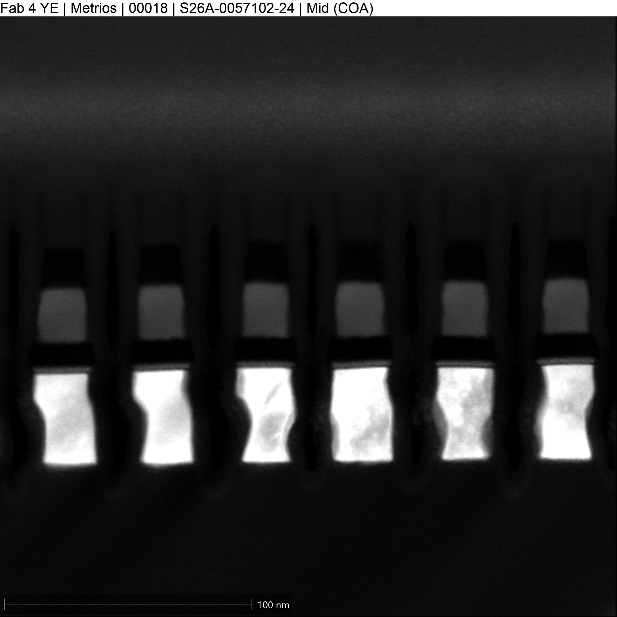 Fab 4 YE | Metrios | 00018 | S26A-0057102-24 | Mid (COA)
100 nm